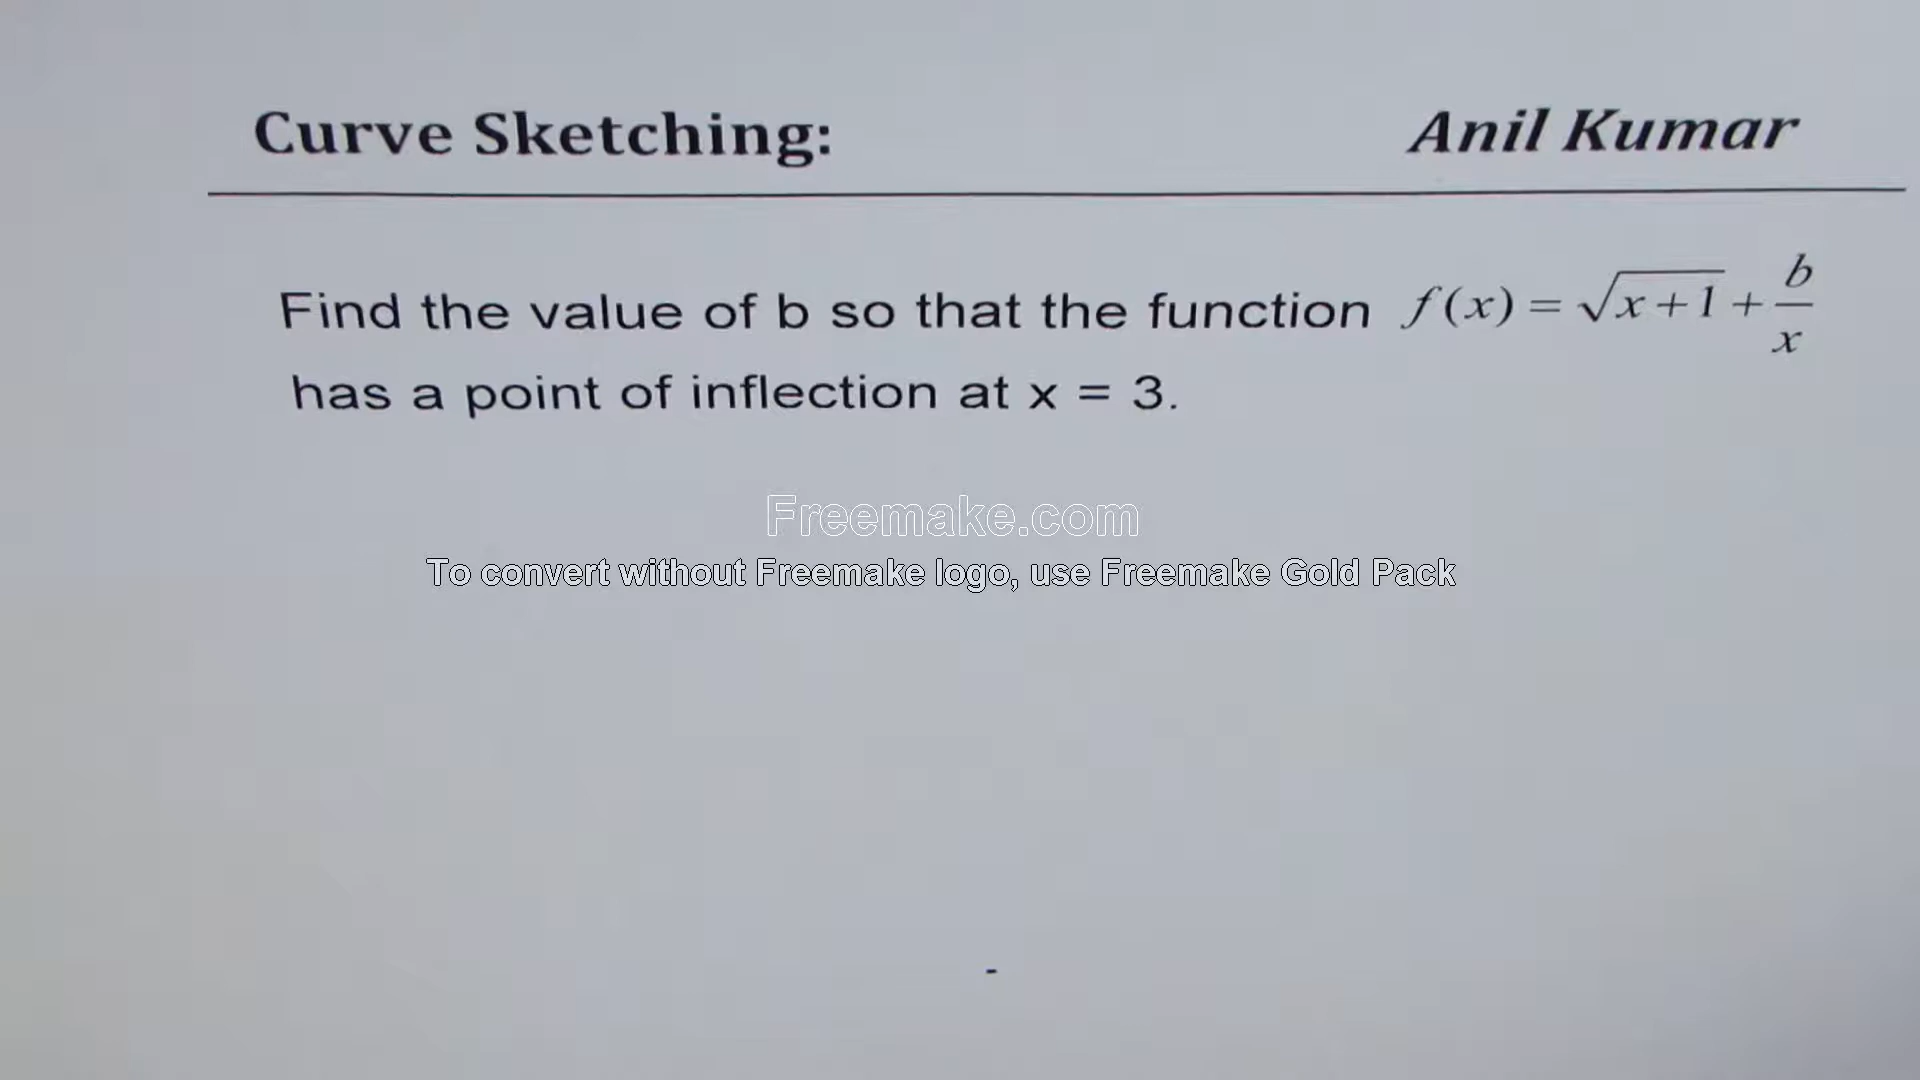 Curve Sketching: Anil Kumar
Find the value of b so that the function f(x) = √(x+1) + b/x
has a point of inflection at x = 3.
Freemake.com
To convert without Freemake logo, use Freemake Gold Pack